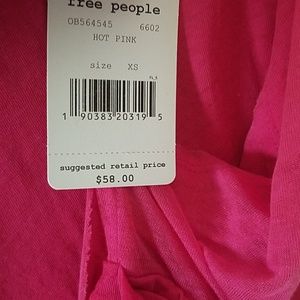 free people
OB564545 6602
HOT PINK
size XS
1 90383 20319 5
suggested retail price
$58.00